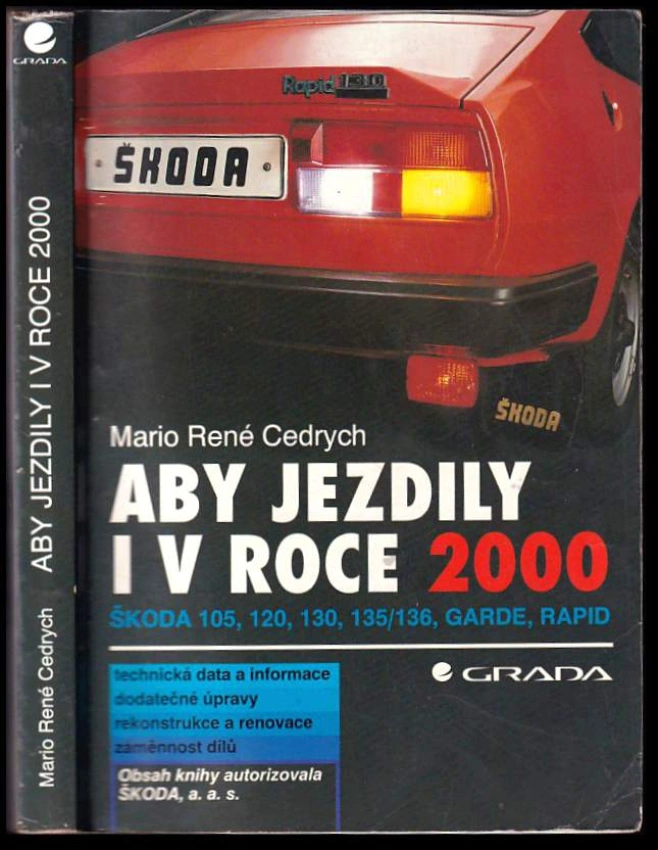 GRADA
Mario René Cedrych ABY JEZDILY I V ROCE 2000
Rapid 130
ŠKODA
ŠKODA
Mario René Cedrych
ABY JEZDILY
I V ROCE 2000
ŠKODA 105, 120, 130, 135/136, GARDE, RAPID
GRADA
technická data a informace
dodatečné úpravy
rekonstrukce a renovace
záměnnost dílů
Obsah knihy autorizovala
ŠKODA, a. a. s.